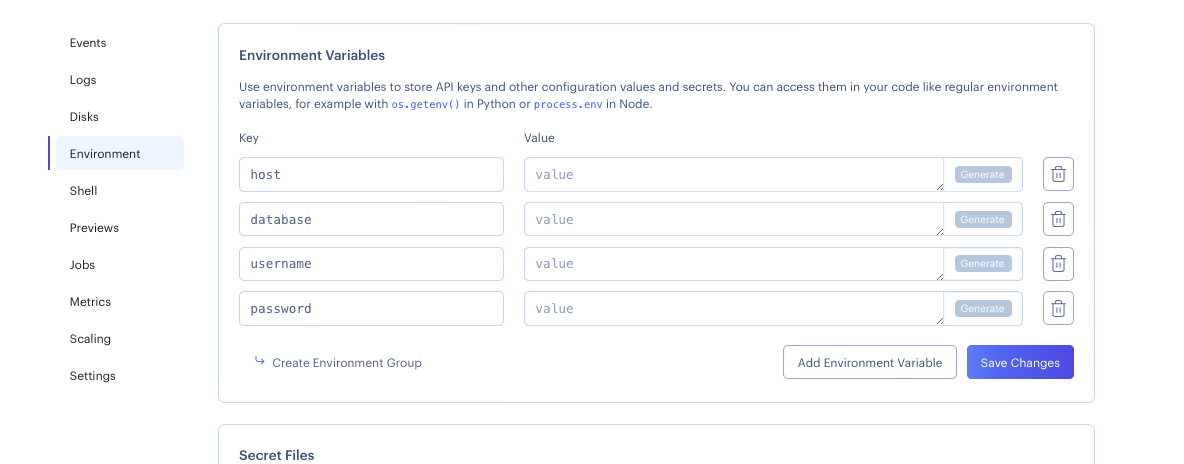 Events
Logs
Disks
Environment
Shell
Previews
Jobs
Metrics
Scaling
Settings
Environment Variables
Use environment variables to store API keys and other configuration values and secrets. You can access them in your code like regular environment
variables, for example with os.getenv() in Python or process.env in Node.
Key Value
host value Generate
database value Generate
username value Generate
password value Generate
Create Environment Group Add Environment Variable Save Changes
Secret Files